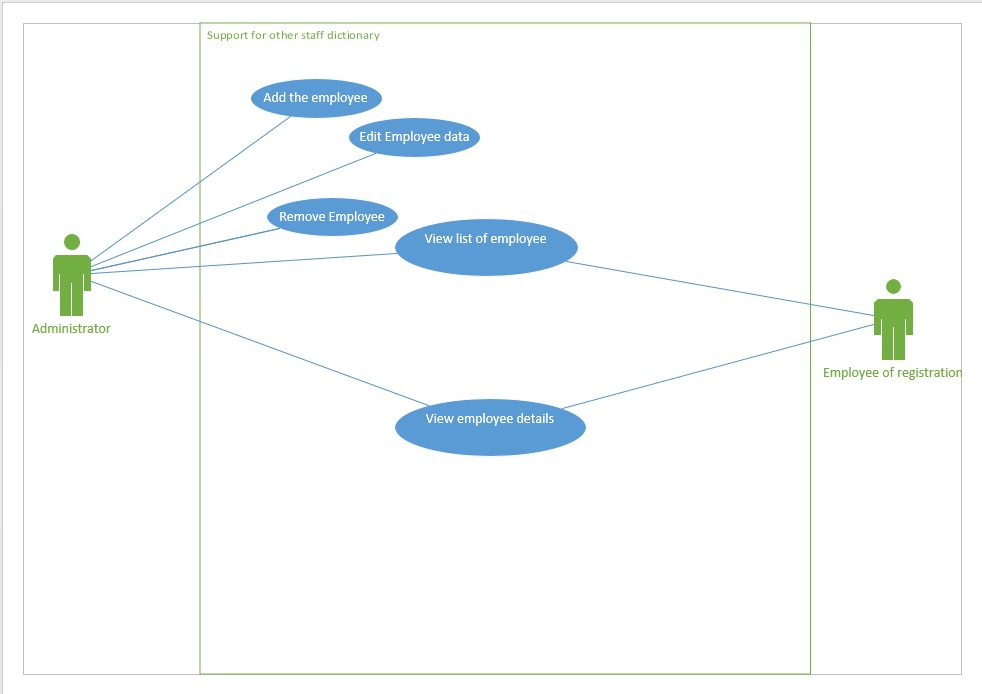 Support for other staff dictionary
Add the employee
Edit Employee data
Remove Employee
View list of employee
Administrator
Employee of registration
View employee details